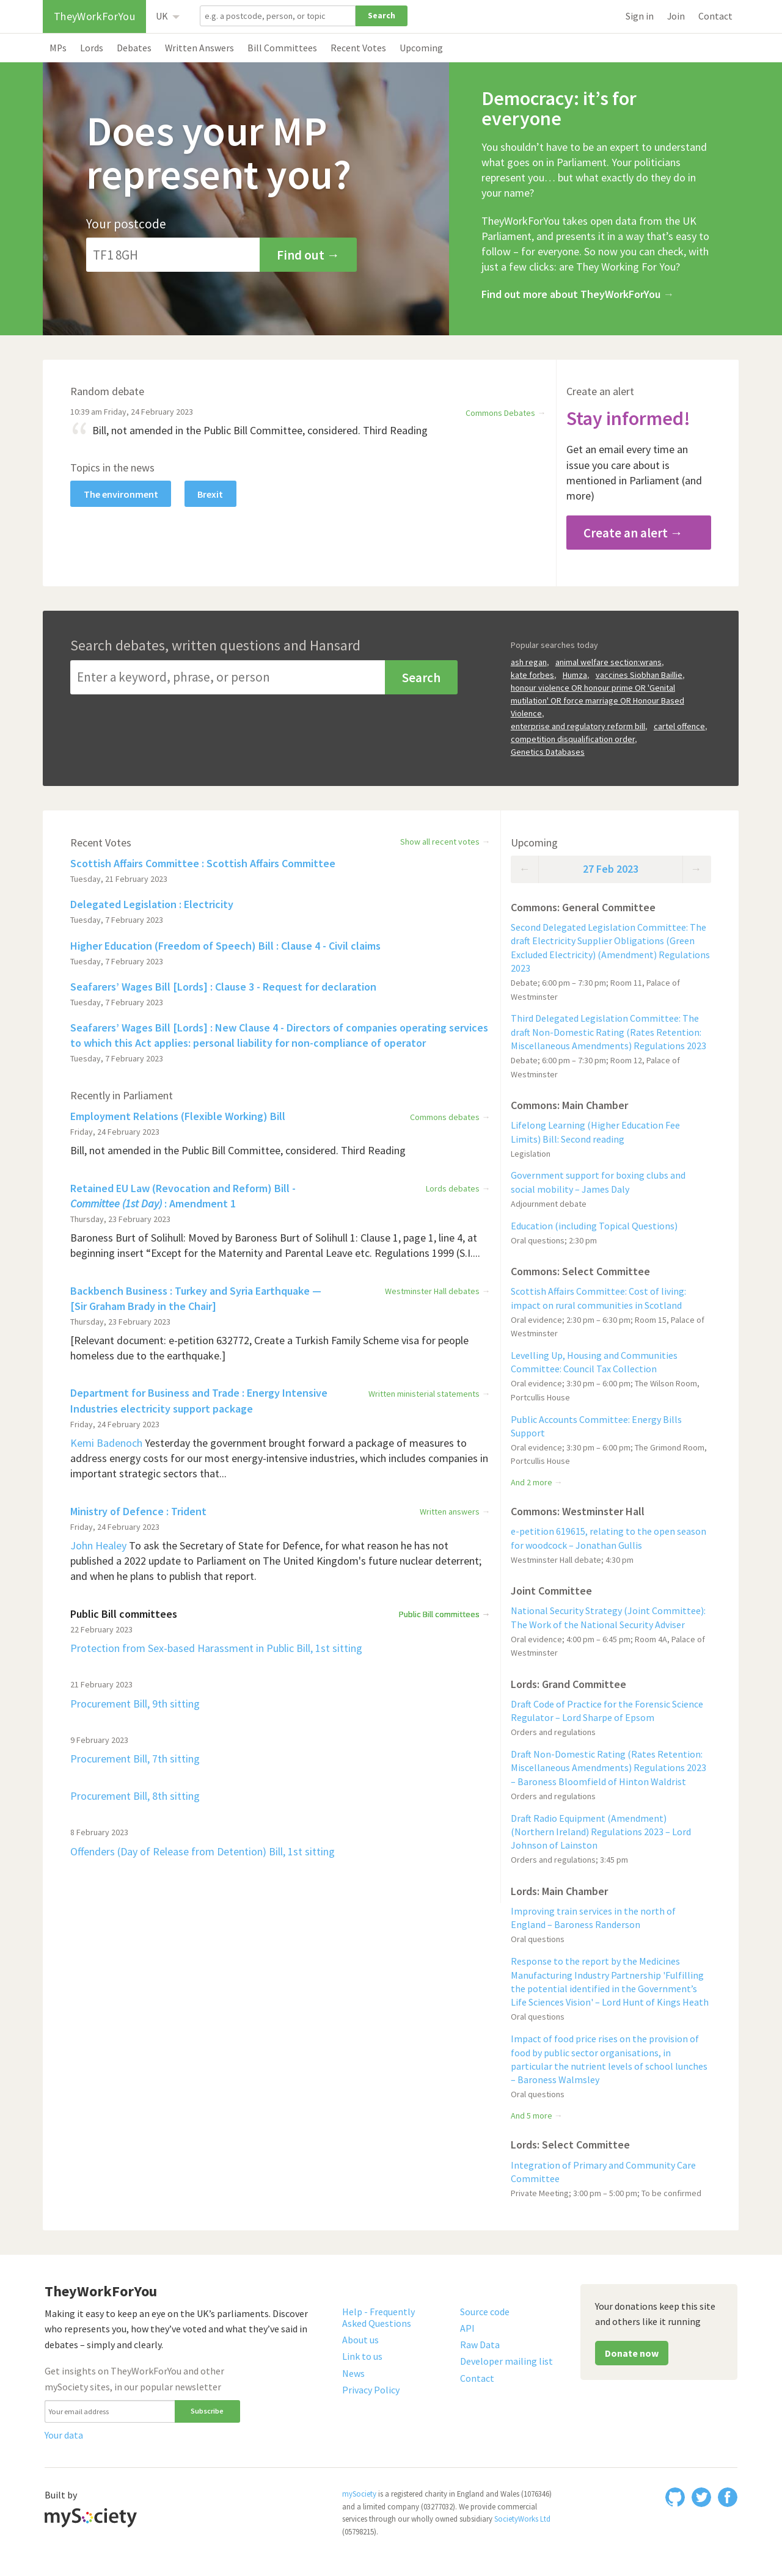 TheyWorkForYou
UK
e.g. a postcode, person, or topic
Search
Sign in
Join
Contact
MPs
Lords
Debates
Written Answers
Bill Committees
Recent Votes
Upcoming
Does your MP
represent you?
Your postcode
TF1 8GH
Find out →
Democracy: it’s for
everyone
You shouldn’t have to be an expert to understand
what goes on in Parliament. Your politicians
represent you… but what exactly do they do in
your name?
TheyWorkForYou takes open data from the UK
Parliament, and presents it in a way that’s easy to
follow – for everyone. So now you can check, with
just a few clicks: are They Working For You?
Find out more about TheyWorkForYou →
Random debate
10:39 am Friday, 24 February 2023
Commons Debates →
“ Bill, not amended in the Public Bill Committee, considered. Third Reading
Topics in the news
The environment
Brexit
Create an alert
Stay informed!
Get an email every time an
issue you care about is
mentioned in Parliament (and
more)
Create an alert →
Search debates, written questions and Hansard
Enter a keyword, phrase, or person
Search
Popular searches today
ash regan, animal welfare section:wrans,
kate forbes, Humza, vaccines Siobhan Baillie,
honour violence OR honour prime OR 'Genital
mutilation' OR force marriage OR Honour Based
Violence,
enterprise and regulatory reform bill, cartel offence,
competition disqualification order,
Genetics Databases
Recent Votes
Show all recent votes →
Scottish Affairs Committee : Scottish Affairs Committee
Tuesday, 21 February 2023
Delegated Legislation : Electricity
Tuesday, 7 February 2023
Higher Education (Freedom of Speech) Bill : Clause 4 - Civil claims
Tuesday, 7 February 2023
Seafarers’ Wages Bill [Lords] : Clause 3 - Request for declaration
Tuesday, 7 February 2023
Seafarers’ Wages Bill [Lords] : New Clause 4 - Directors of companies operating services
to which this Act applies: personal liability for non-compliance of operator
Tuesday, 7 February 2023
Recently in Parliament
Employment Relations (Flexible Working) Bill
Commons debates →
Friday, 24 February 2023
Bill, not amended in the Public Bill Committee, considered. Third Reading
Retained EU Law (Revocation and Reform) Bill -
Committee (1st Day) : Amendment 1
Lords debates →
Thursday, 23 February 2023
Baroness Burt of Solihull: Moved by Baroness Burt of Solihull 1: Clause 1, page 1, line 4, at
beginning insert “Except for the Maternity and Parental Leave etc. Regulations 1999 (S.I....
Backbench Business : Turkey and Syria Earthquake —
[Sir Graham Brady in the Chair]
Westminster Hall debates →
Thursday, 23 February 2023
[Relevant document: e-petition 632772, Create a Turkish Family Scheme visa for people
homeless due to the earthquake.]
Department for Business and Trade : Energy Intensive
Industries electricity support package
Written ministerial statements →
Friday, 24 February 2023
Kemi Badenoch Yesterday the government brought forward a package of measures to
address energy costs for our most energy-intensive industries, which includes companies in
important strategic sectors that...
Ministry of Defence : Trident
Written answers →
Friday, 24 February 2023
John Healey To ask the Secretary of State for Defence, for what reason he has not
published a 2022 update to Parliament on The United Kingdom's future nuclear deterrent;
and when he plans to publish that report.
Public Bill committees
Public Bill committees →
22 February 2023
Protection from Sex-based Harassment in Public Bill, 1st sitting
21 February 2023
Procurement Bill, 9th sitting
9 February 2023
Procurement Bill, 7th sitting
Procurement Bill, 8th sitting
8 February 2023
Offenders (Day of Release from Detention) Bill, 1st sitting
Upcoming
← 27 Feb 2023 →
Commons: General Committee
Second Delegated Legislation Committee: The
draft Electricity Supplier Obligations (Green
Excluded Electricity) (Amendment) Regulations
2023
Debate; 6:00 pm – 7:30 pm; Room 11, Palace of
Westminster
Third Delegated Legislation Committee: The
draft Non-Domestic Rating (Rates Retention:
Miscellaneous Amendments) Regulations 2023
Debate; 6:00 pm – 7:30 pm; Room 12, Palace of
Westminster
Commons: Main Chamber
Lifelong Learning (Higher Education Fee
Limits) Bill: Second reading
Legislation
Government support for boxing clubs and
social mobility – James Daly
Adjournment debate
Education (including Topical Questions)
Oral questions; 2:30 pm
Commons: Select Committee
Scottish Affairs Committee: Cost of living:
impact on rural communities in Scotland
Oral evidence; 2:30 pm – 6:30 pm; Room 15, Palace of
Westminster
Levelling Up, Housing and Communities
Committee: Council Tax Collection
Oral evidence; 3:30 pm – 6:00 pm; The Wilson Room,
Portcullis House
Public Accounts Committee: Energy Bills
Support
Oral evidence; 3:30 pm – 6:00 pm; The Grimond Room,
Portcullis House
And 2 more →
Commons: Westminster Hall
e-petition 619615, relating to the open season
for woodcock – Jonathan Gullis
Westminster Hall debate; 4:30 pm
Joint Committee
National Security Strategy (Joint Committee):
The Work of the National Security Adviser
Oral evidence; 4:00 pm – 6:45 pm; Room 4A, Palace of
Westminster
Lords: Grand Committee
Draft Code of Practice for the Forensic Science
Regulator – Lord Sharpe of Epsom
Orders and regulations
Draft Non-Domestic Rating (Rates Retention:
Miscellaneous Amendments) Regulations 2023
– Baroness Bloomfield of Hinton Waldrist
Orders and regulations
Draft Radio Equipment (Amendment)
(Northern Ireland) Regulations 2023 – Lord
Johnson of Lainston
Orders and regulations; 3:45 pm
Lords: Main Chamber
Improving train services in the north of
England – Baroness Randerson
Oral questions
Response to the report by the Medicines
Manufacturing Industry Partnership 'Fulfilling
the potential identified in the Government’s
Life Sciences Vision' – Lord Hunt of Kings Heath
Oral questions
Impact of food price rises on the provision of
food by public sector organisations, in
particular the nutrient levels of school lunches
– Baroness Walmsley
Oral questions
And 5 more →
Lords: Select Committee
Integration of Primary and Community Care
Committee
Private Meeting; 3:00 pm – 5:00 pm; To be confirmed
TheyWorkForYou
Making it easy to keep an eye on the UK’s parliaments. Discover
who represents you, how they’ve voted and what they’ve said in
debates – simply and clearly.
Get insights on TheyWorkForYou and other
mySociety sites, in our popular newsletter
Your email address
Subscribe
Your data
Help - Frequently
Asked Questions
About us
Link to us
News
Privacy Policy
Source code
API
Raw Data
Developer mailing list
Contact
Your donations keep this site
and others like it running
Donate now
Built by
mySociety
mySociety is a registered charity in England and Wales (1076346)
and a limited company (03277032). We provide commercial
services through our wholly owned subsidiary SocietyWorks Ltd
(05798215).